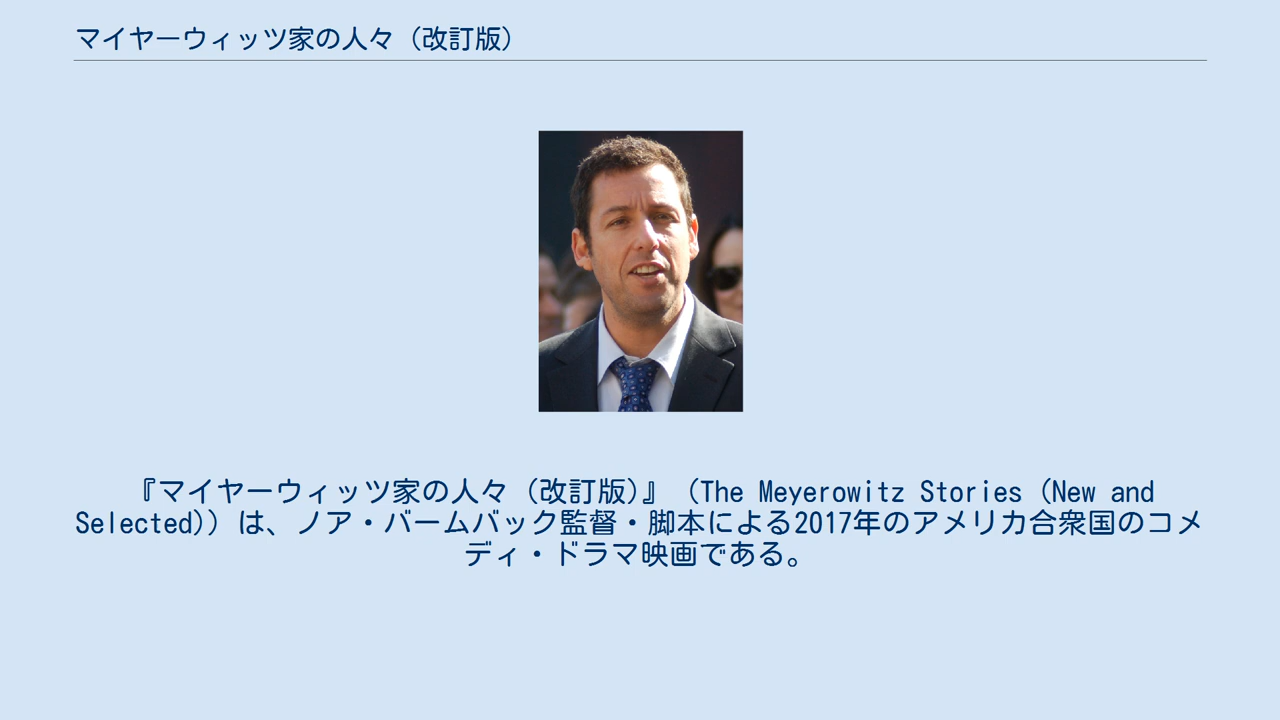 マイヤーウィッツ家の人々（改訂版）
『マイヤーウィッツ家の人々（改訂版)』（The Meyerowitz Stories (New and
Selected)）は、ノア・バームバック監督・脚本による2017年のアメリカ合衆国のコメ
ディ・ドラマ映画である。